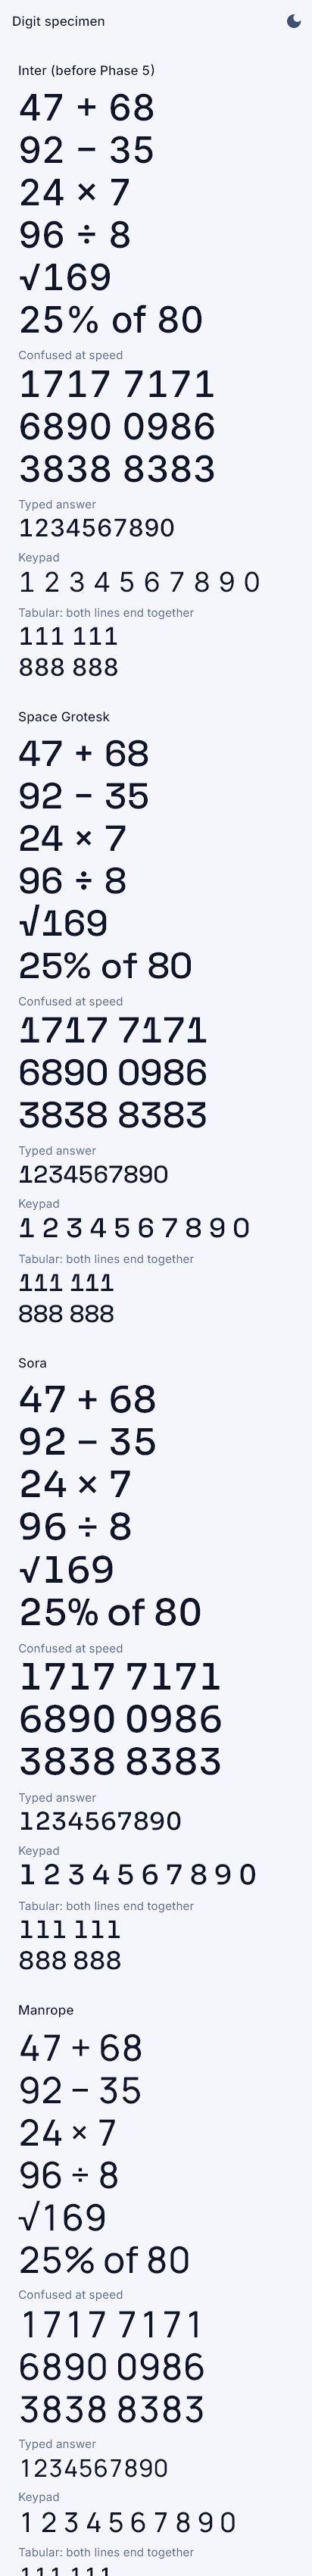 Digit specimen
Inter (before Phase 5)
47 + 68
92 − 35
24 × 7
96 ÷ 8
√169
25% of 80
Confused at speed
1717 7171
6890 0986
3838 8383
Typed answer
1234567890
Keypad
1 2 3 4 5 6 7 8 9 0
Tabular: both lines end together
111 111
888 888
Space Grotesk
47 + 68
92 − 35
24 × 7
96 ÷ 8
√169
25% of 80
Confused at speed
1717 7171
6890 0986
3838 8383
Typed answer
1234567890
Keypad
1 2 3 4 5 6 7 8 9 0
Tabular: both lines end together
111 111
888 888
Sora
47 + 68
92 − 35
24 × 7
96 ÷ 8
√169
25% of 80
Confused at speed
1717 7171
6890 0986
3838 8383
Typed answer
1234567890
Keypad
1 2 3 4 5 6 7 8 9 0
Tabular: both lines end together
111 111
888 888
Manrope
47 + 68
92 − 35
24 × 7
96 ÷ 8
√169
25% of 80
Confused at speed
1717 7171
6890 0986
3838 8383
Typed answer
1234567890
Keypad
1 2 3 4 5 6 7 8 9 0
Tabular: both lines end together
111 111